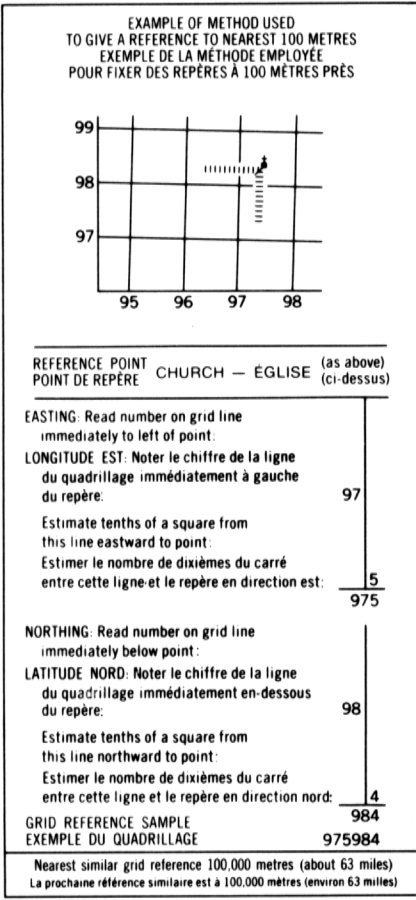 EXAMPLE OF METHOD USED
TO GIVE A REFERENCE TO NEAREST 100 METRES
EXEMPLE DE LA MÉTHODE EMPLOYÉE
POUR FIXER DES REPÈRES À 100 MÈTRES PRÈS
99
98
97
95 96 97 98
REFERENCE POINT CHURCH — ÉGLISE (as above)
POINT DE REPÈRE (ci-dessus)
EASTING: Read number on grid line
immediately to left of point:
LONGITUDE EST: Noter le chiffre de la ligne
du quadrillage immédiatement à gauche
du repère: 97
Estimate tenths of a square from
this line eastward to point:
Estimer le nombre de dixièmes du carré
entre cette ligne et le repère en direction est: 5
975
NORTHING: Read number on grid line
immediately below point:
LATITUDE NORD: Noter le chiffre de la ligne
du quadrillage immédiatement en-dessous
du repère: 98
Estimate tenths of a square from
this line northward to point:
Estimer le nombre de dixièmes du carré
entre cette ligne et le repère en direction nord: 4
984
GRID REFERENCE SAMPLE
EXEMPLE DU QUADRILLAGE 975984
Nearest similar grid reference 100,000 metres (about 63 miles)
La prochaine référence similaire est à 100,000 mètres (environ 63 milles)